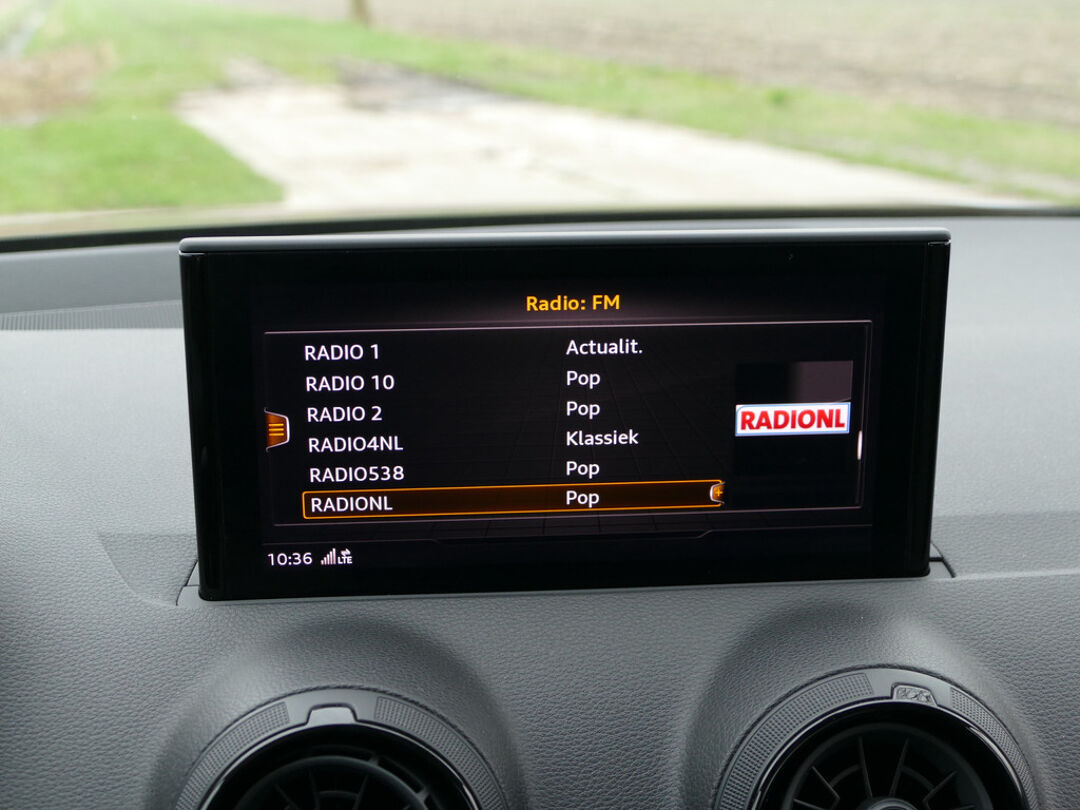 Radio: FM
RADIO 1 Actualit.
RADIO 10 Pop
RADIO 2 Pop
RADIO4NL Klassiek
RADIO538 Pop
RADIONL Pop
RADIONL
10:36 LTE